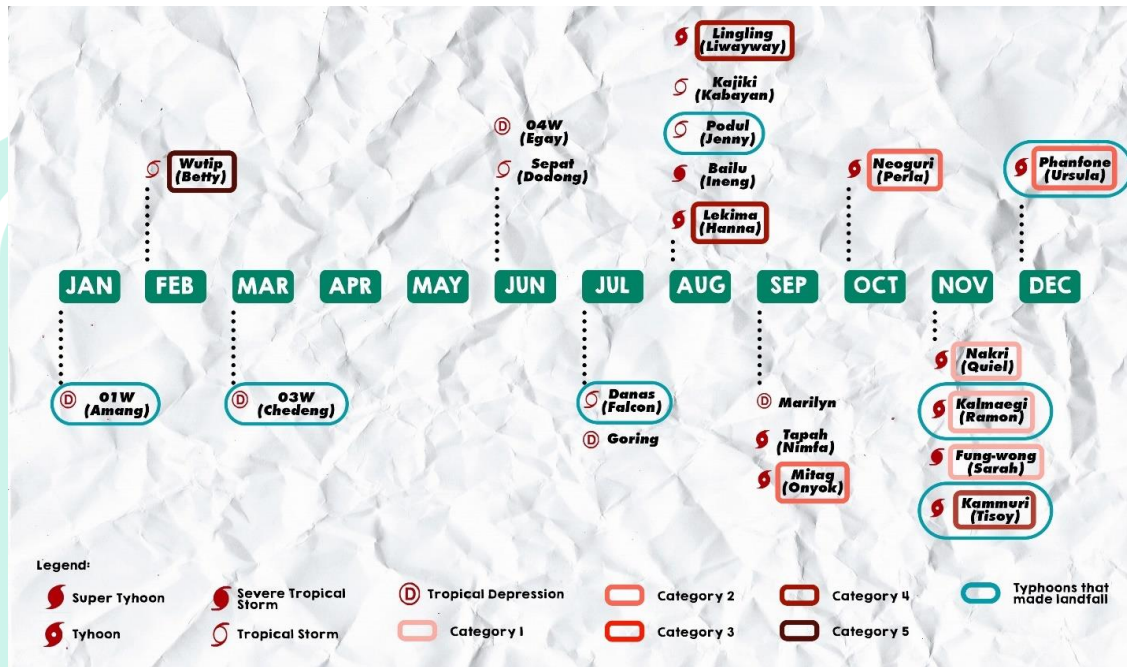 Lingling
(Liwayway)
Kajiki
(Kabayan)
04W
(Egay)
Podul
(Jenny)
Wutip
(Betty)
Sepat
(Dodong)
Bailu
(Ineng)
Neoguri
(Perla)
Phanfone
(Ursula)
Lekima
(Hanna)
JAN FEB MAR APR MAY JUN JUL AUG SEP OCT NOV DEC
Nakri
(Quiel)
D 01W
(Amang)
D 03W
(Chedeng)
Danas
(Falcon)
D Marilyn
Kalmaegi
(Ramon)
D Goring
Tapah
(Nimfa)
Fung-wong
(Sarah)
Mitag
(Onyok)
Kammuri
(Tisoy)
Legend:
Super Tyhoon
Severe Tropical
Storm
D Tropical Depression
Category 2
Category 4
Typhoons that
made landfall
Tyhoon
Tropical Storm
Category 1
Category 3
Category 5